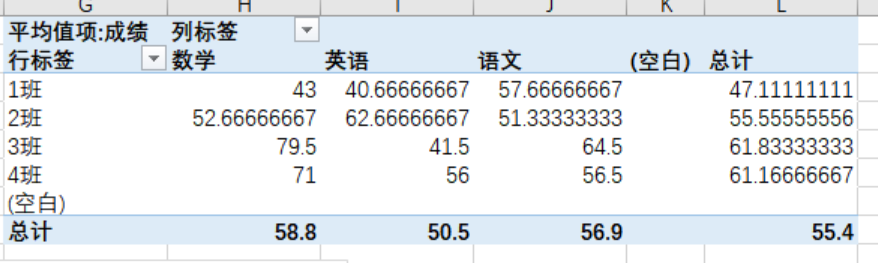 G H I J K L
平均值项:成绩 列标签
行标签 数学 英语 语文 (空白) 总计
1班 43 40.66666667 57.66666667 47.11111111
2班 52.66666667 62.66666667 51.33333333 55.55555556
3班 79.5 41.5 64.5 61.83333333
4班 71 56 56.5 61.16666667
(空白)
总计 58.8 50.5 56.9 55.4